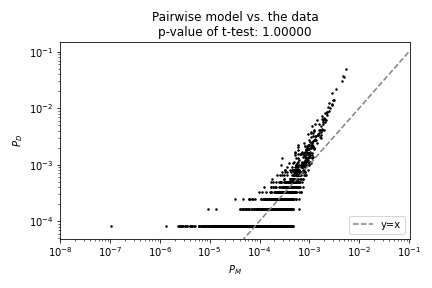 Pairwise model vs. the data
p-value of t-test: 1.00000
10⁻¹
10⁻²
10⁻³
10⁻⁴
P_D
y=x
10⁻⁸
10⁻⁷
10⁻⁶
10⁻⁵
10⁻⁴
10⁻³
10⁻²
10⁻¹
P_M